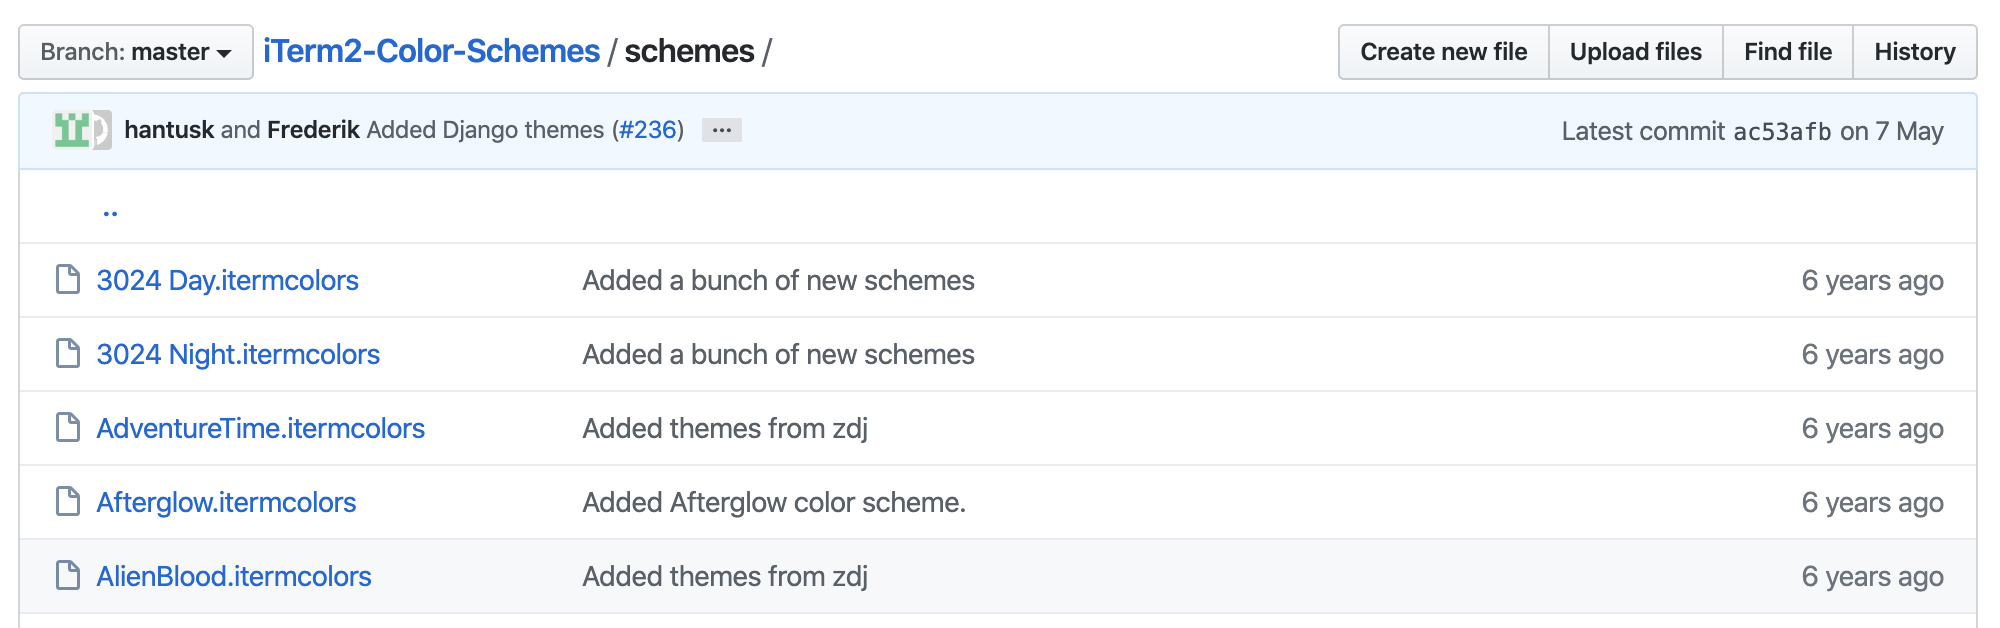 Branch: master iTerm2-Color-Schemes / schemes / Create new file Upload files Find file History
hantusk and Frederik Added Django themes (#236) ... Latest commit ac53afb on 7 May
..
3024 Day.itermcolors Added a bunch of new schemes 6 years ago
3024 Night.itermcolors Added a bunch of new schemes 6 years ago
AdventureTime.itermcolors Added themes from zdj 6 years ago
Afterglow.itermcolors Added Afterglow color scheme. 6 years ago
AlienBlood.itermcolors Added themes from zdj 6 years ago